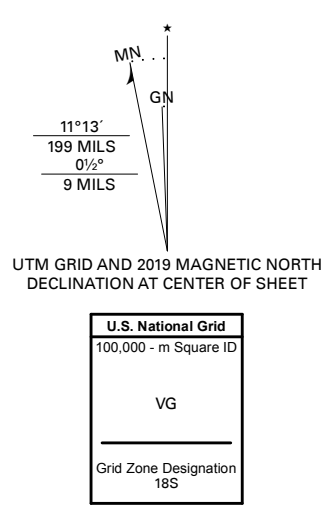 ★
MN
GN
11°13´
199 MILS
0½°
9 MILS
UTM GRID AND 2019 MAGNETIC NORTH
DECLINATION AT CENTER OF SHEET
U.S. National Grid
100,000 - m Square ID
VG
Grid Zone Designation
18S